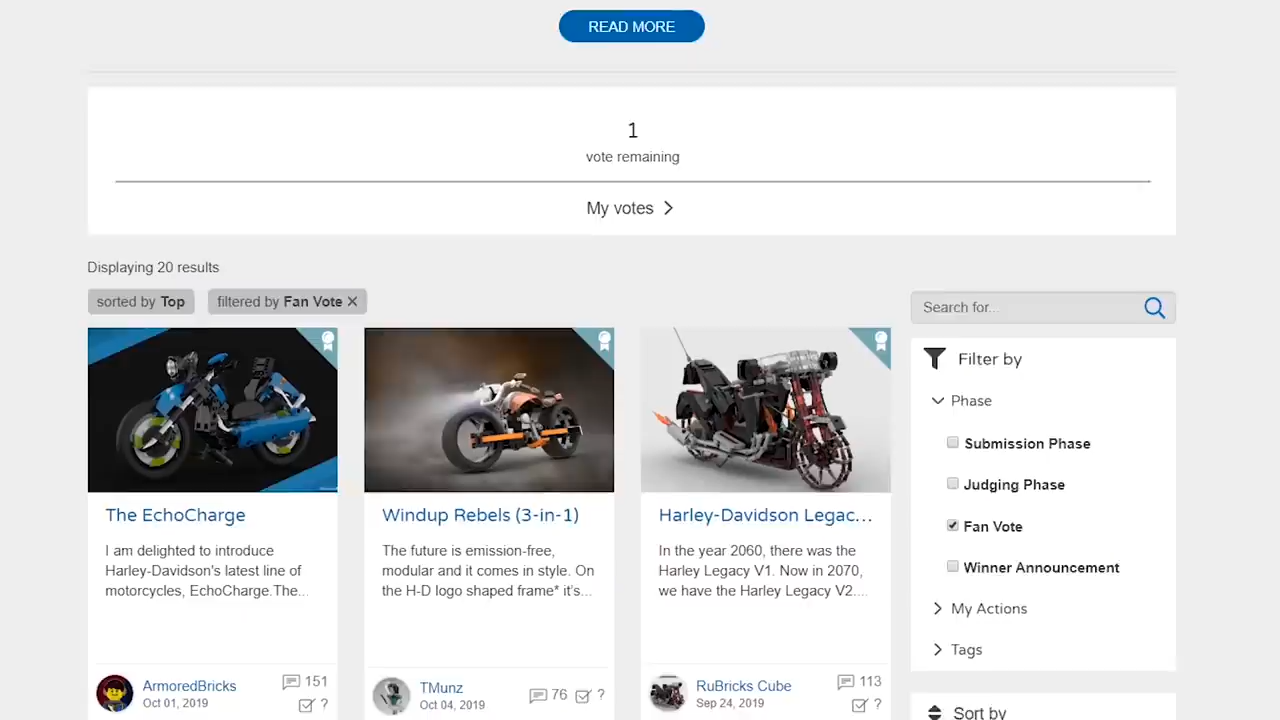 READ MORE
1
vote remaining
My votes
Displaying 20 results
sorted by Top
filtered by Fan Vote
Search for...
Filter by
Phase
Submission Phase
Judging Phase
Fan Vote
Winner Announcement
My Actions
Tags
Sort by
The EchoCharge
I am delighted to introduce
Harley-Davidson's latest line of
motorcycles, EchoCharge.The...
ArmoredBricks
Oct 01, 2019
151
?
Windup Rebels (3-in-1)
The future is emission-free,
modular and it comes in style. On
the H-D logo shaped frame* it's...
TMunz
Oct 04, 2019
76 ?
Harley-Davidson Legac...
In the year 2060, there was the
Harley Legacy V1. Now in 2070,
we have the Harley Legacy V2....
RuBricks Cube
Sep 24, 2019
113
?